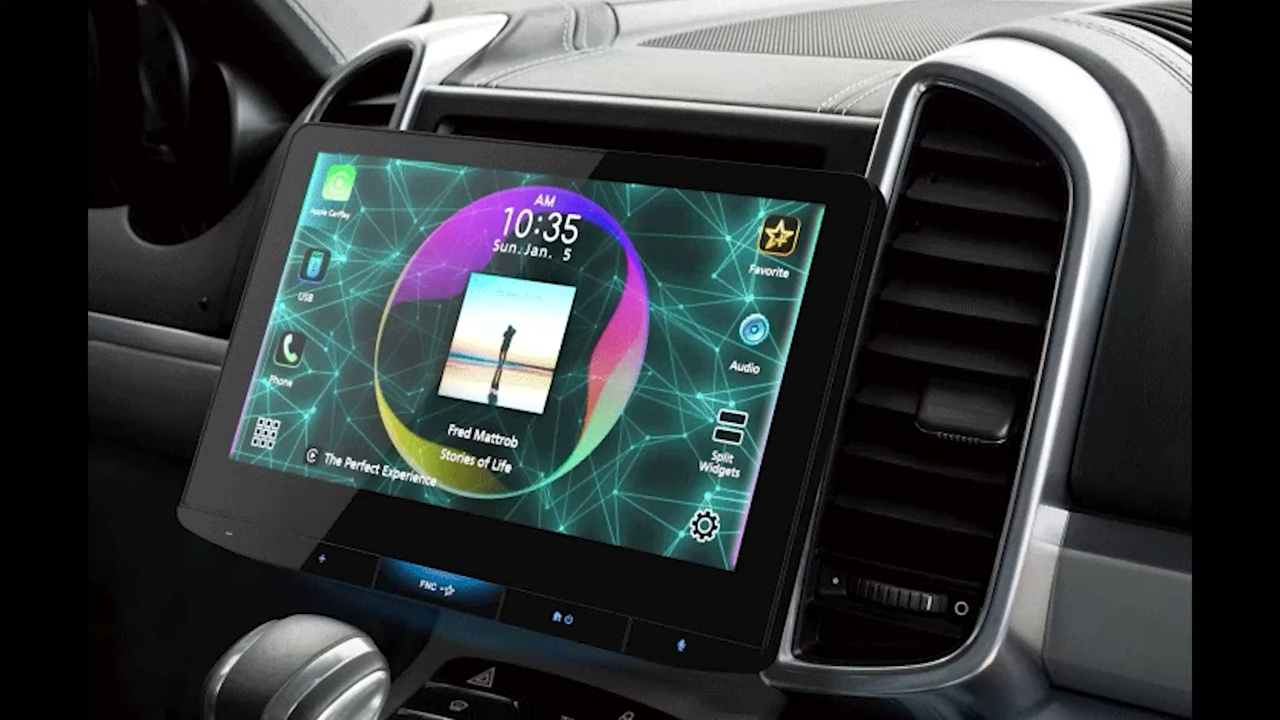 Apple CarPlay
USB
Phone
AM
10:35
Sun. Jan. 5
Fred Mattrob
Stories of Life
The Perfect Experience
Favorite
Audio
Split
Widgets
FNC